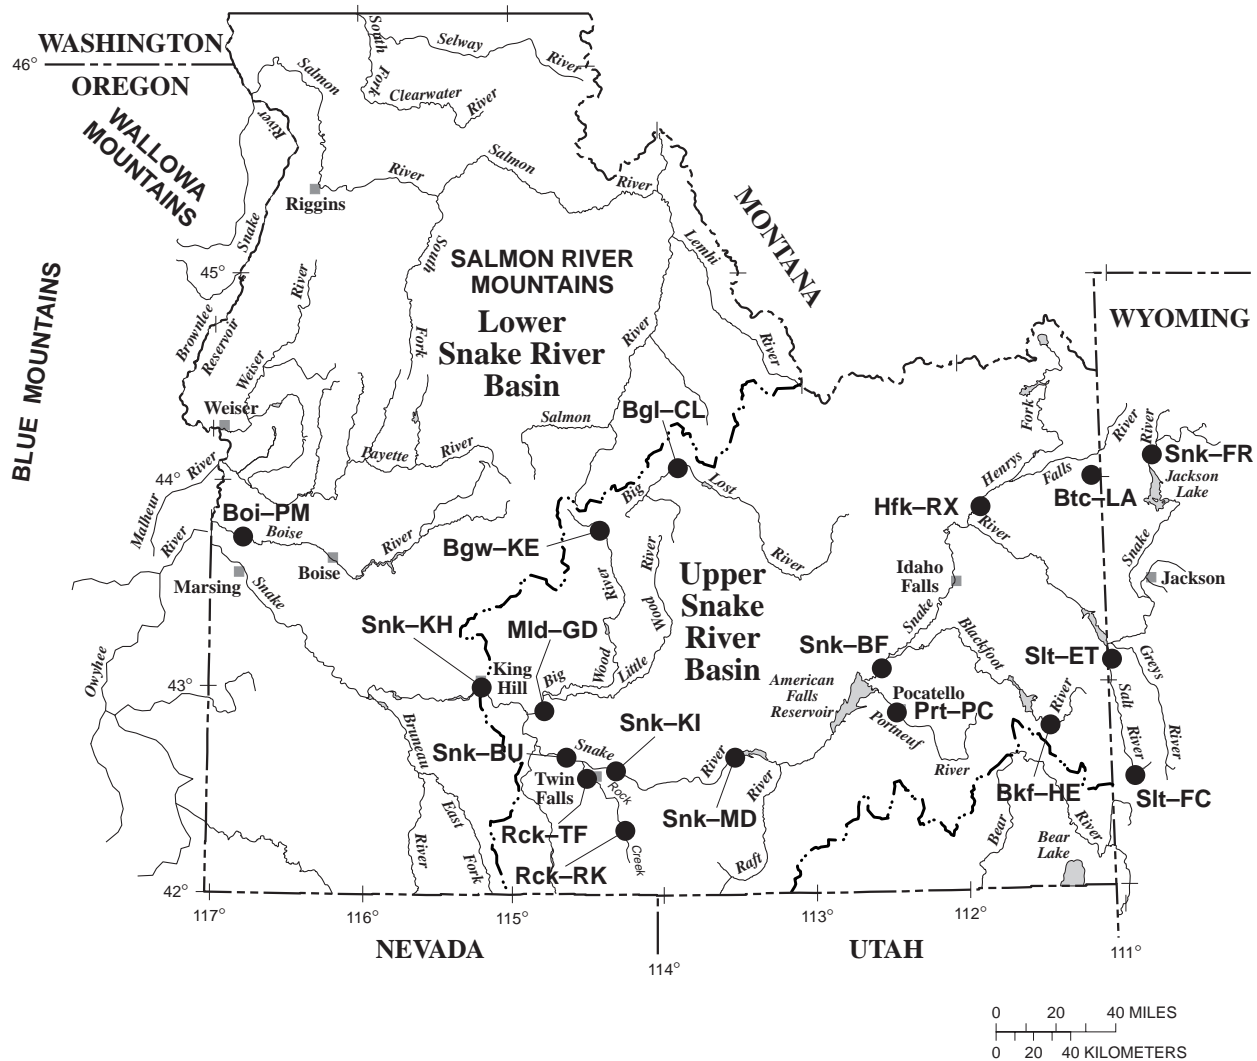 WASHINGTON
46°
OREGON
WALLOWA
MOUNTAINS
BLUE MOUNTAINS
South
Fork
Selway
River
Clearwater
River
Salmon
River
Riggins
River
Salmon
River
Snake
45°
Brownlee
Reservoir
River
Weiser
Weiser
South
Fork
SALMON RIVER
MOUNTAINS
Lower
Snake River
Basin
Lemhi
River
MONTANA
WYOMING
River
Salmon
Bgl–CL
Payette
River
Big
Lost
River
44°
River
Malheur
River
Boi–PM
Boise
River
Boise
Marsing
Snake
Bgw–KE
River
Wood
River
Wood
Little
Big
Upper
Snake
River
Basin
Fork
Henrys
Falls
River
River
Snk–FR
Btc–LA
Jackson
Lake
Hfk–RX
River
Snake
Jackson
Idaho
Falls
Snake
Blackfoot
River
Snk–KH
Mld–GD
King
Hill
Snk–BF
Slt–ET
Greys
River
Salt
River
Owyhee
43°
American
Falls
Reservoir
Pocatello
Prt–PC
Portneuf
River
Snk–KI
Snk–BU
Snake
River
Twin
Falls
Rock
Creek
River
Raft
Snk–MD
Bkf–HE
Slt–FC
Rck–TF
Rck–RK
Bruneau
River
East
Fork
Bear
River
Bear
Lake
42°
117°
116°
115°
114°
113°
112°
111°
NEVADA
UTAH
0 20 40 MILES
0 20 40 KILOMETERS